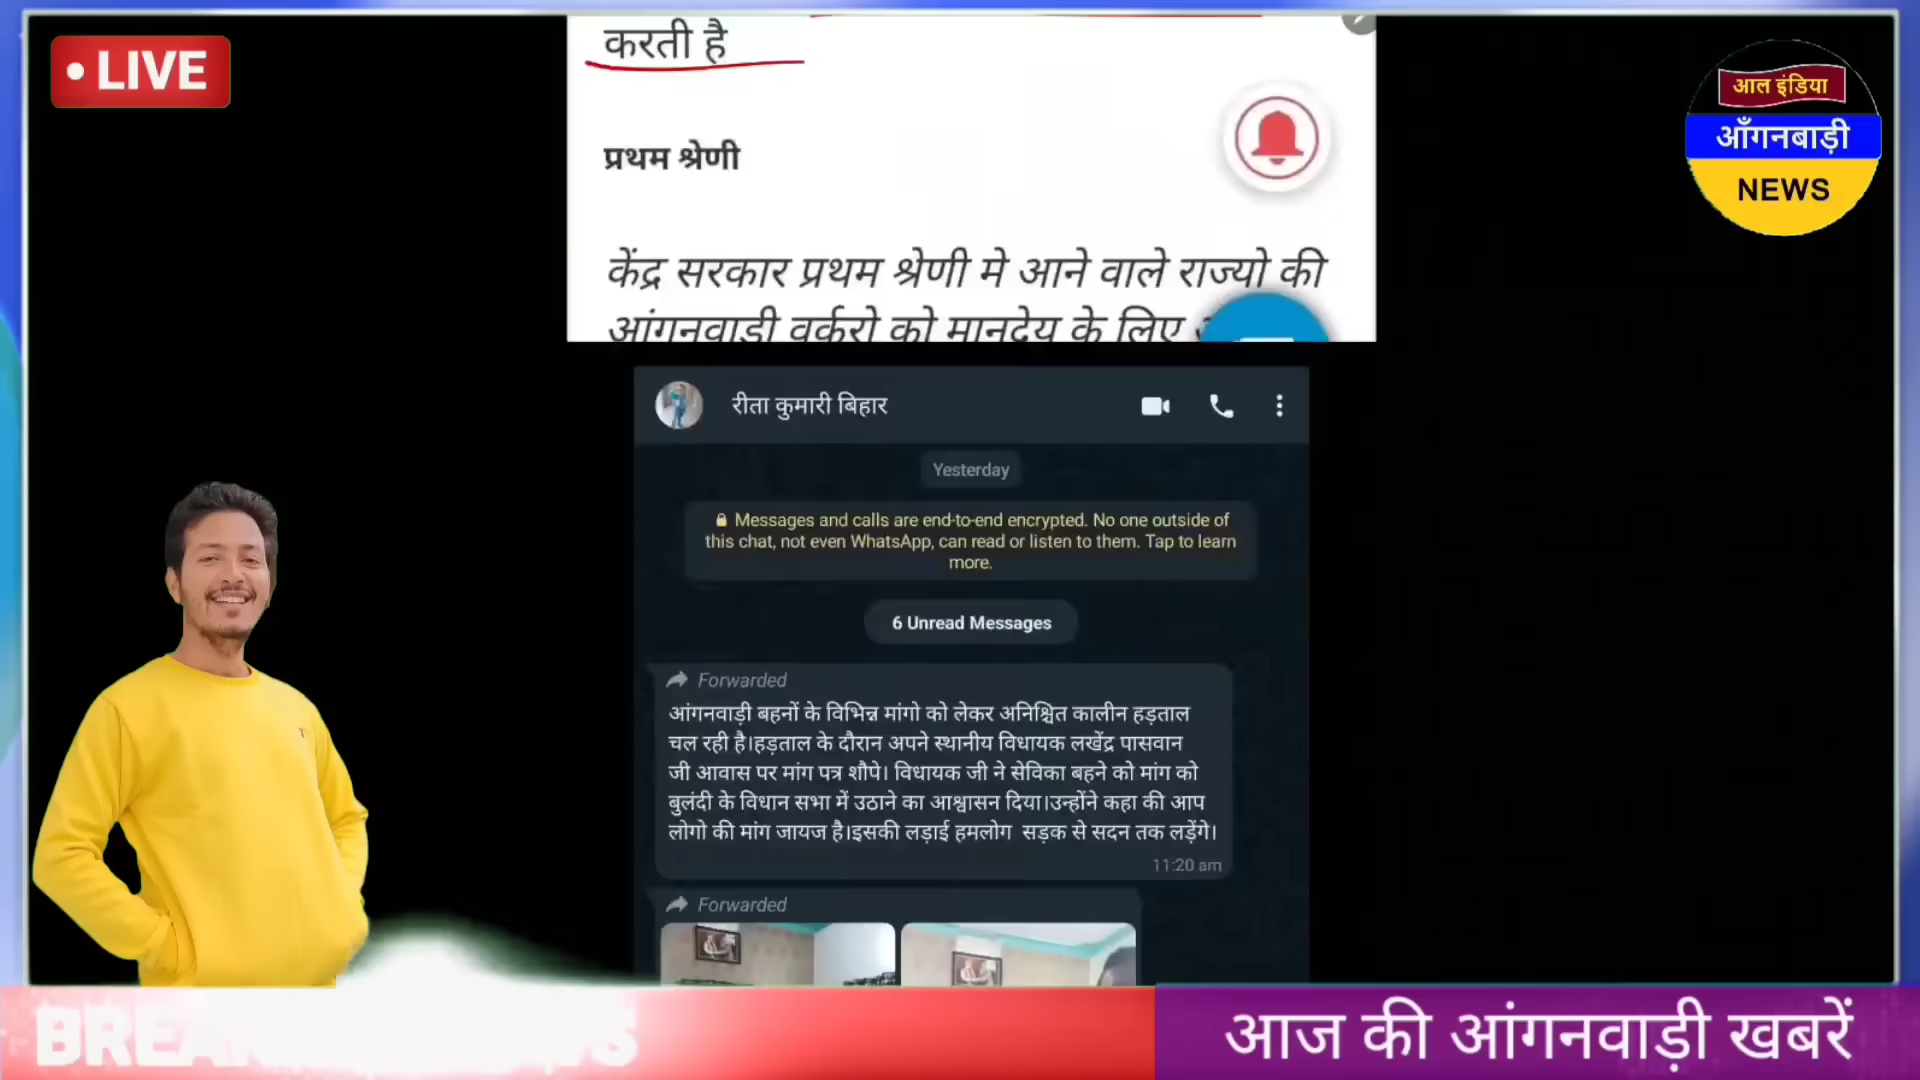 • LIVE
करती है
प्रथम श्रेणी
केंद्र सरकार प्रथम श्रेणी मे आने वाले राज्यो की
आंगनवाडी वर्करो को मानदेय के लिए
आल इंडिया
आँगनबाड़ी
NEWS
रीता कुमारी बिहार
Yesterday
Messages and calls are end-to-end encrypted. No one outside of
this chat, not even WhatsApp, can read or listen to them. Tap to learn
more.
6 Unread Messages
Forwarded
आंगनवाड़ी बहनों के विभिन्न मांगो को लेकर अनिश्चित कालीन हड़ताल
चल रही है।हड़ताल के दौरान अपने स्थानीय विधायक लखेंद्र पासवान
जी आवास पर मांग पत्र शौपे। विधायक जी ने सेविका बहने को मांग को
बुलंदी के विधान सभा में उठाने का आश्वासन दिया।उन्होंने कहा की आप
लोगो की मांग जायज है।इसकी लड़ाई हमलोग सड़क से सदन तक लड़ेंगे।
11:20 am
Forwarded
आज की आंगनवाड़ी खबरें